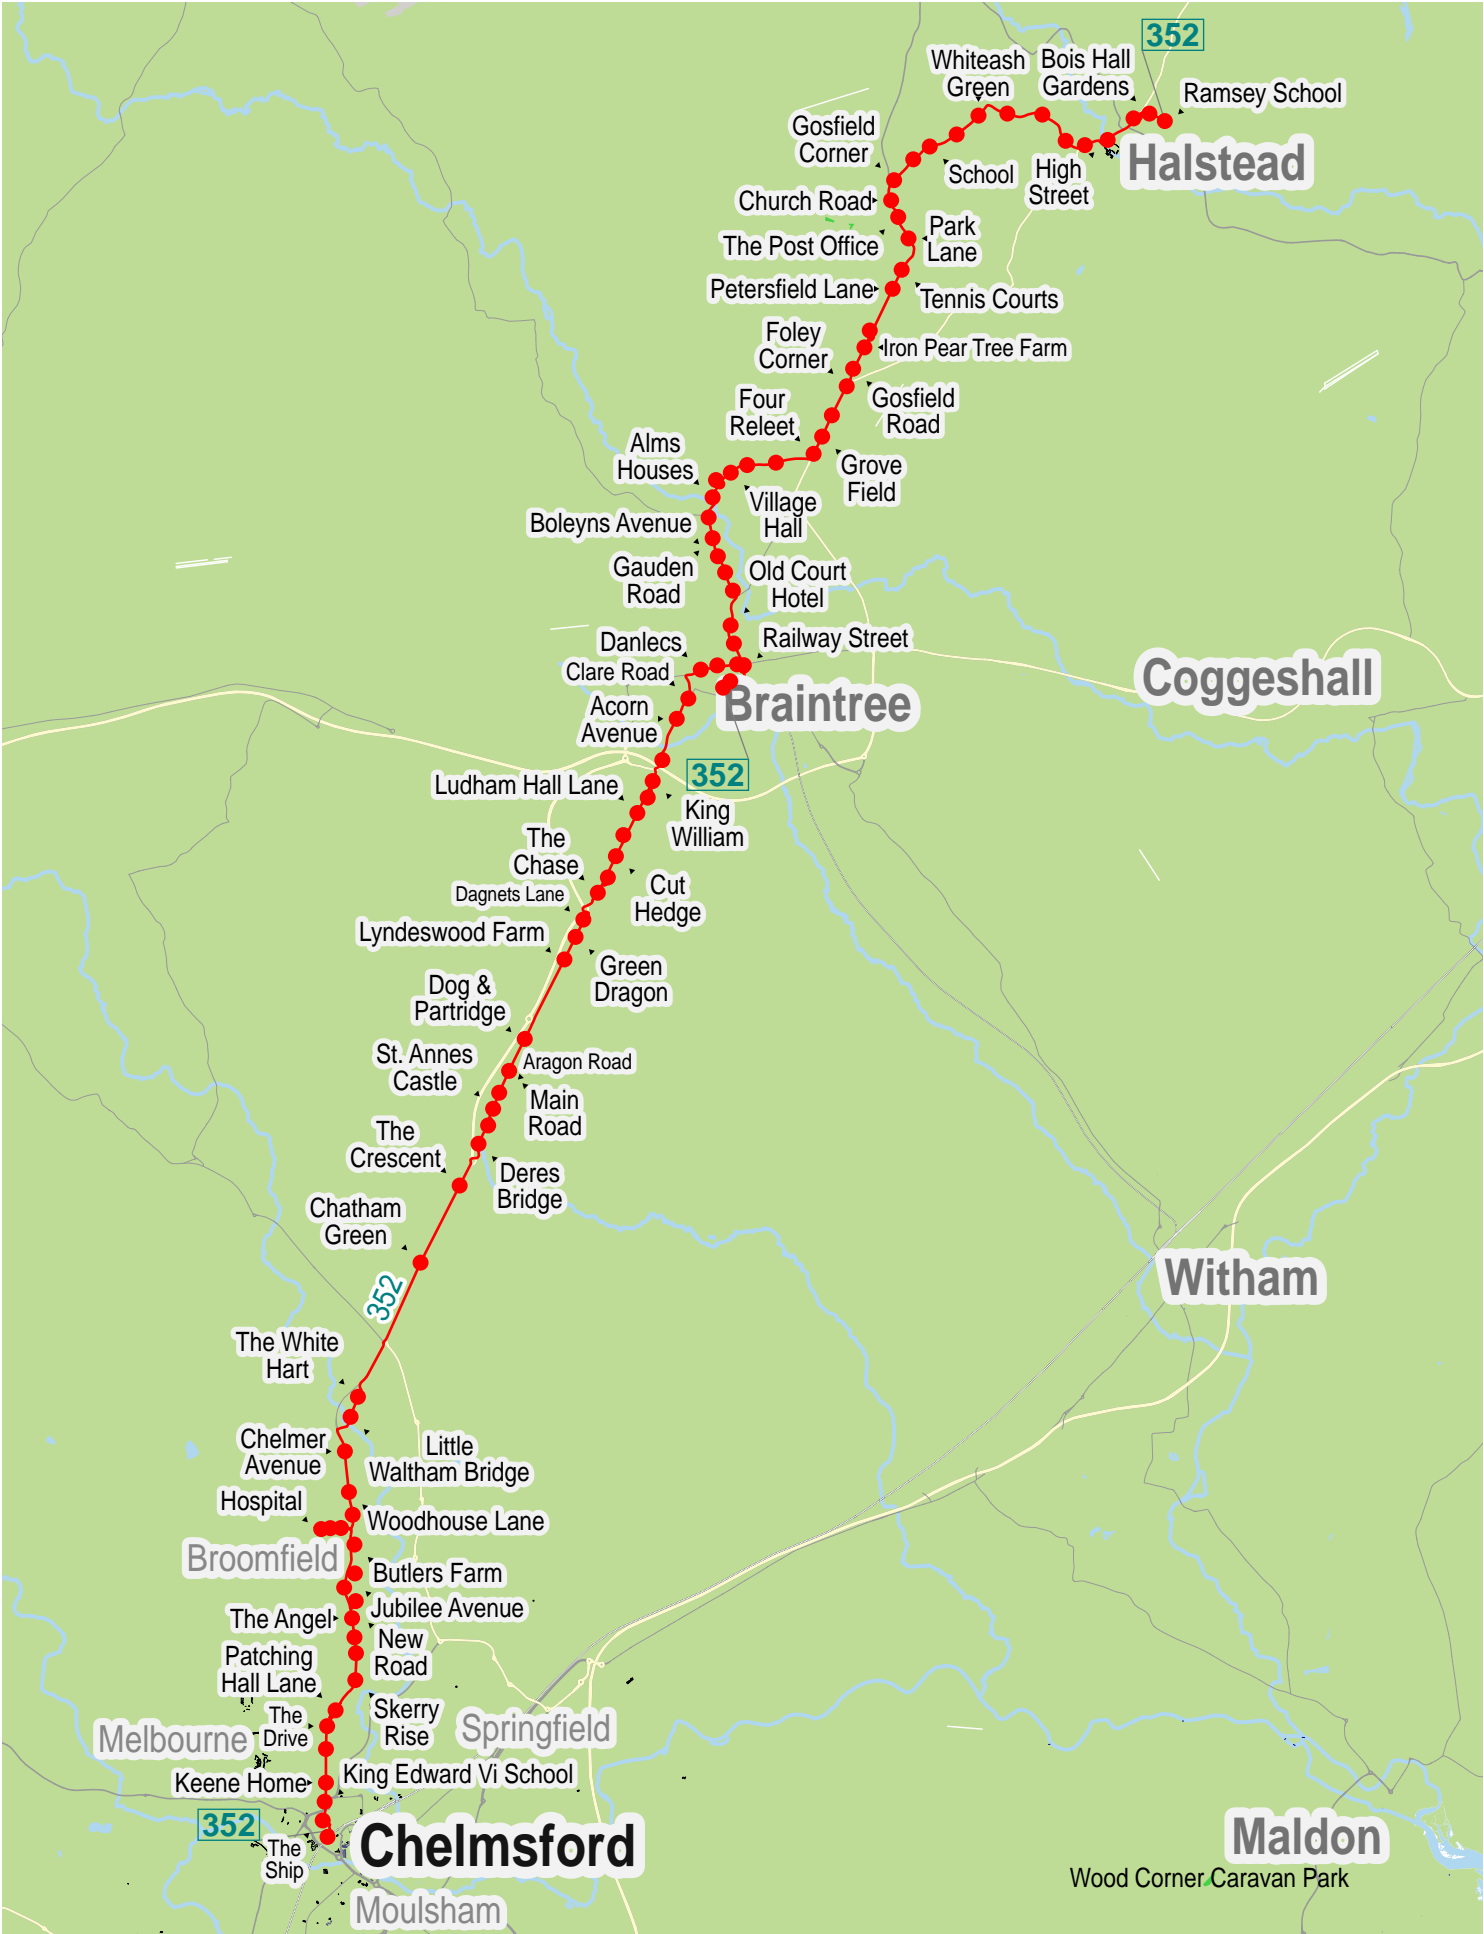 352
Whiteash
Green
Bois Hall
Gardens
Ramsey School
Gosfield
Corner
Halstead
School
High
Street
Church Road
The Post Office
Park
Lane
Petersfield Lane
Tennis Courts
Foley
Corner
Iron Pear Tree Farm
Gosfield
Road
Four
Releet
Alms
Houses
Grove
Field
Village
Hall
Boleyns Avenue
Gauden
Road
Old Court
Hotel
Danlecs
Railway Street
Clare Road
Coggeshall
Acorn
Avenue
Braintree
352
Ludham Hall Lane
King
William
The
Chase
Dagnets Lane
Cut
Hedge
Lyndeswood Farm
Green
Dragon
Dog &
Partridge
St. Annes
Castle
Aragon Road
Main
Road
The
Crescent
Deres
Bridge
Chatham
Green
Witham
352
The White
Hart
Chelmer
Avenue
Little
Waltham Bridge
Hospital
Woodhouse Lane
Broomfield
Butlers Farm
Jubilee Avenue
The Angel
New
Road
Patching
Hall Lane
Skerry
Rise
The
Drive
Melbourne
Springfield
Keene Home
King Edward Vi School
352
The
Ship
Chelmsford
Maldon
Wood Corner Caravan Park
Moulsham